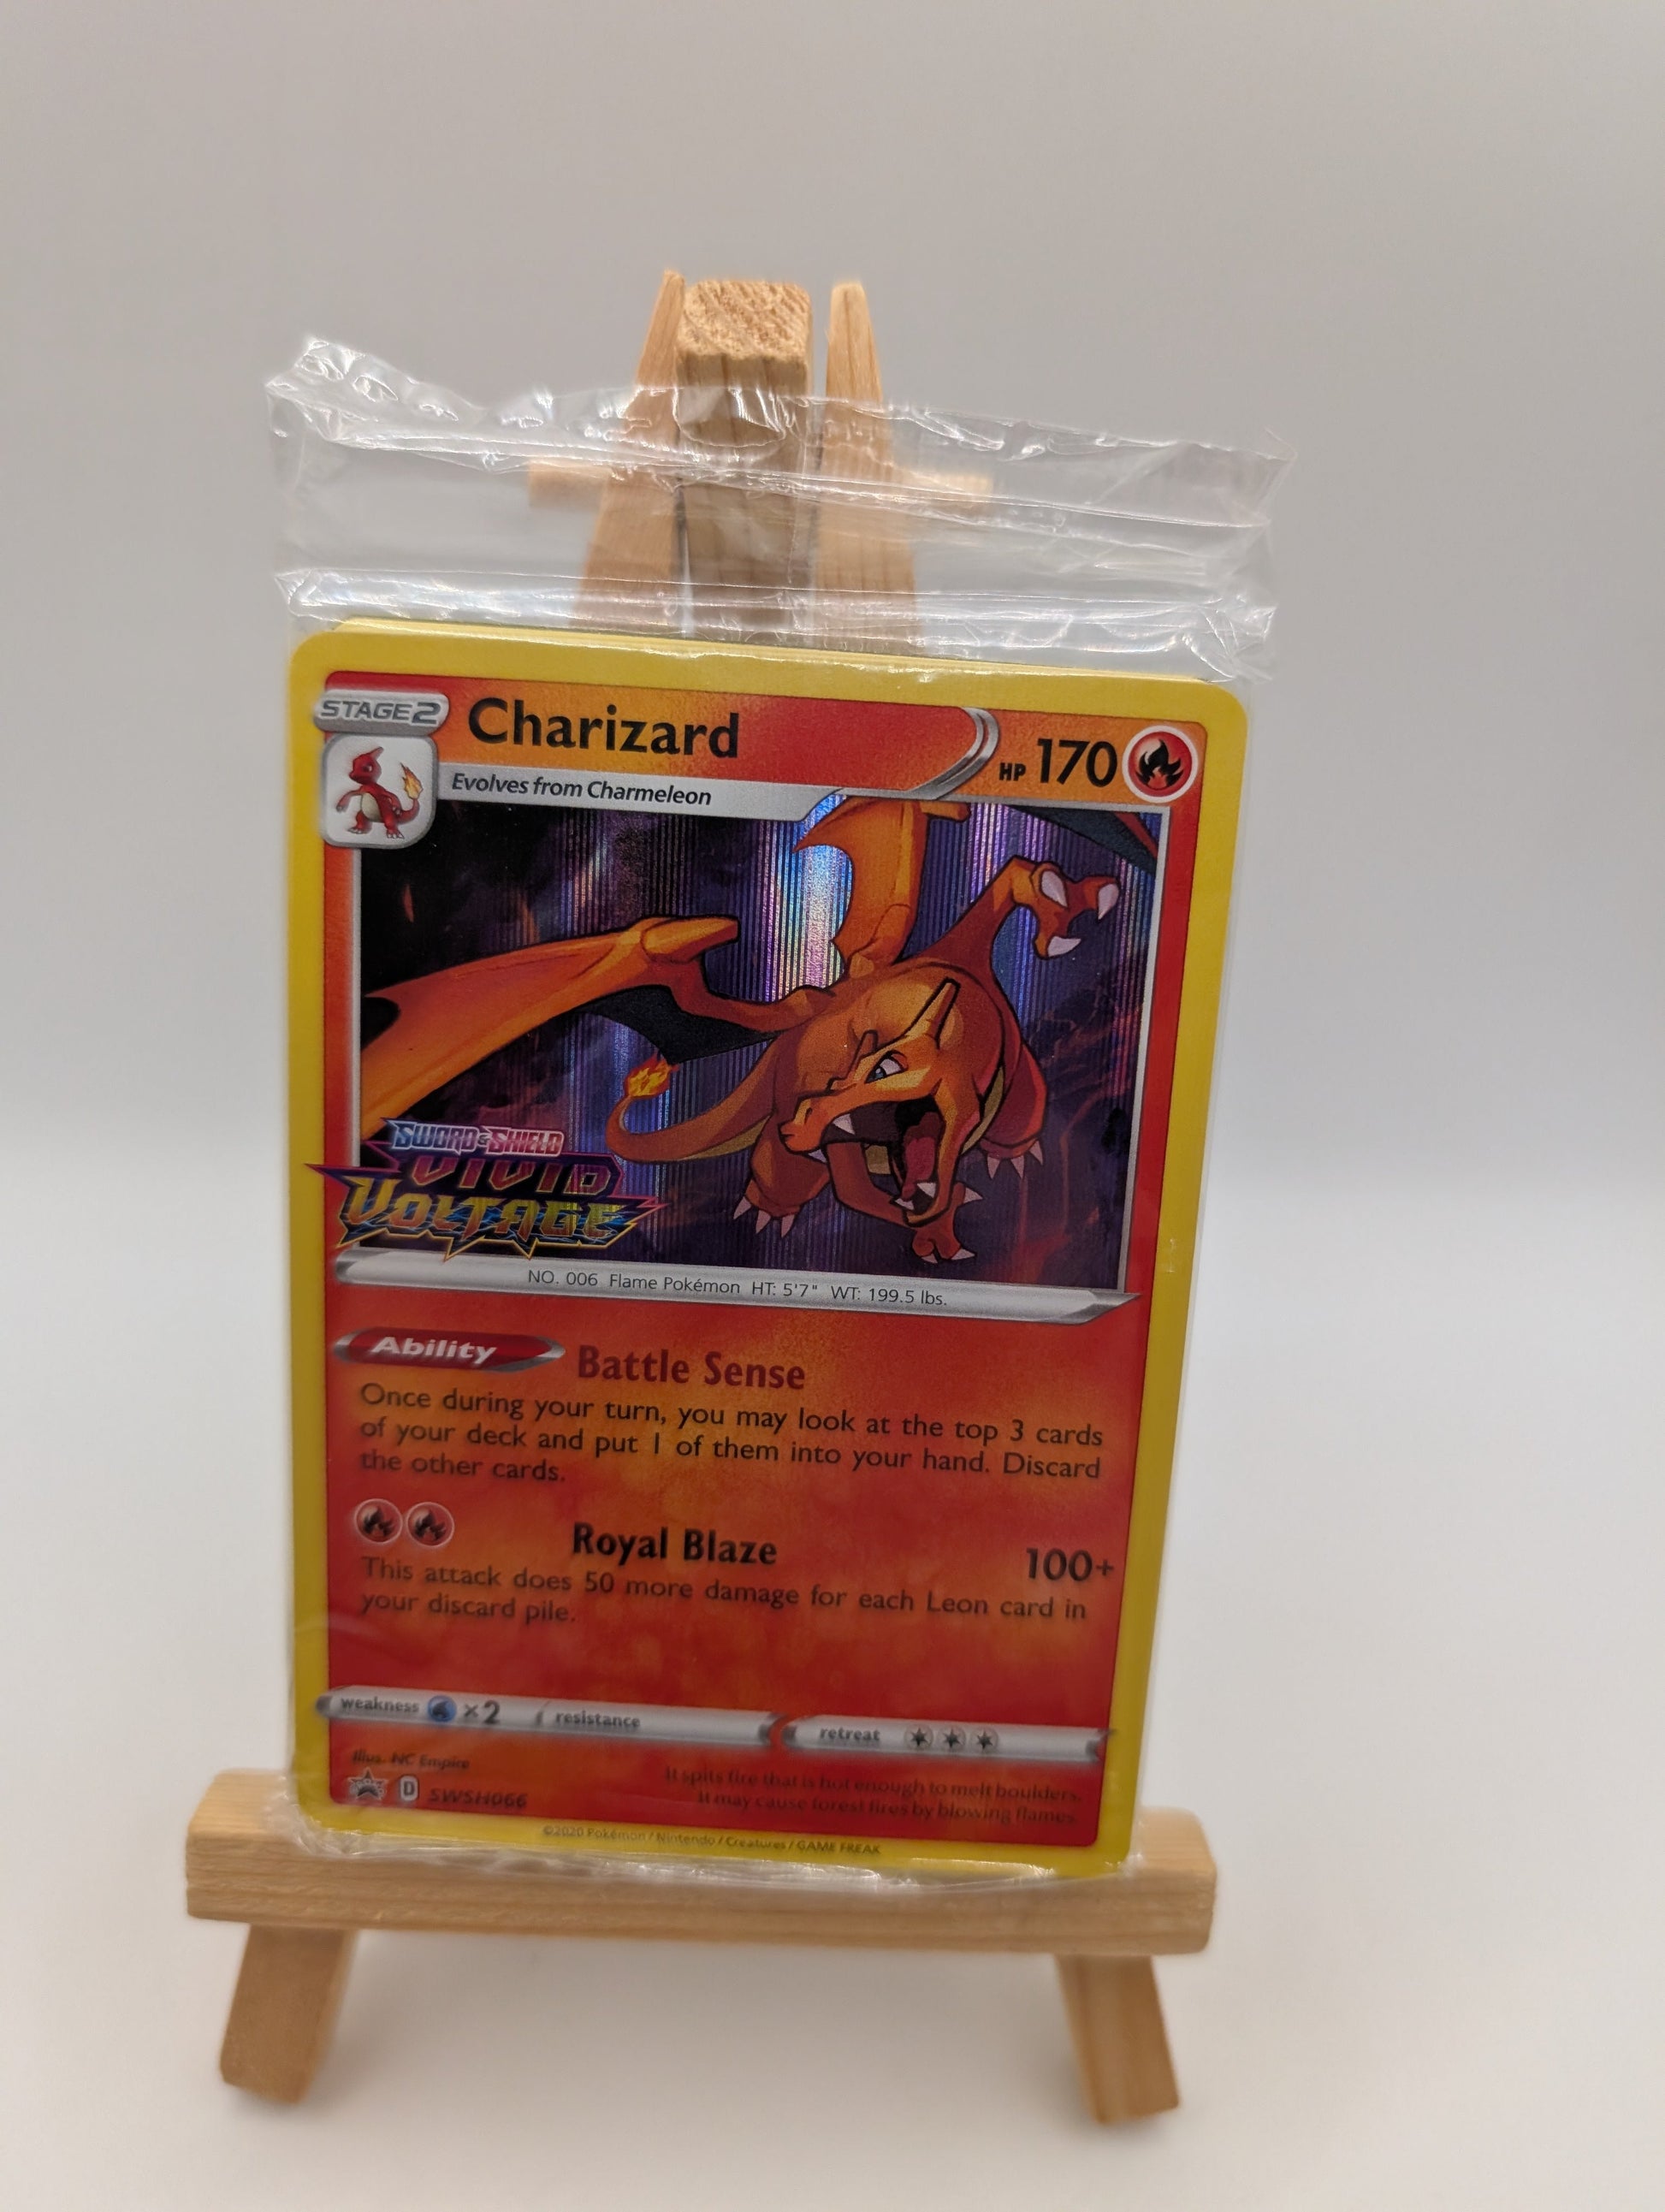 STAGE2
Charizard
HP 170
Evolves from Charmeleon
SWORD & SHIELD
VIVID
VOLTAGE
NO. 006 Flame Pokémon HT: 5'7" WT: 199.5 lbs.
Ability Battle Sense
Once during your turn, you may look at the top 3 cards
of your deck and put 1 of them into your hand. Discard
the other cards.
Royal Blaze 100+
This attack does 50 more damage for each Leon card in
your discard pile.
weakness ×2 resistance retreat
Illus. NC Empire
It spits fire that is hot enough to melt boulders.
It may cause forest fires by blowing flames.
D SWSH066
©2020 Pokémon / Nintendo / Creatures / GAME FREAK